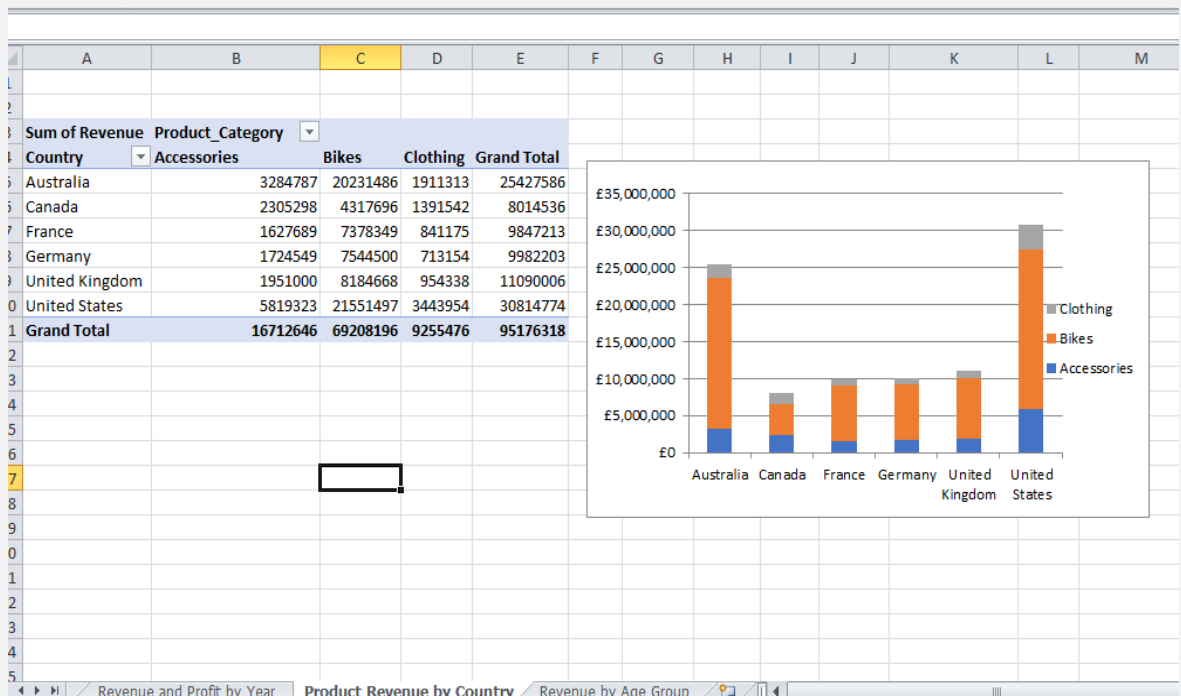 A B C D E F G H I J K L M
Sum of Revenue Product_Category
Country Accessories Bikes Clothing Grand Total
Australia 3284787 20231486 1911313 25427586
Canada 2305298 4317696 1391542 8014536
France 1627689 7378349 841175 9847213
Germany 1724549 7544500 713154 9982203
United Kingdom 1951000 8184668 954338 11090006
United States 5819323 21551497 3443954 30814774
Grand Total 16712646 69208196 9255476 95176318
£35,000,000
£30,000,000
£25,000,000
£20,000,000
£15,000,000
£10,000,000
£5,000,000
£0
Australia Canada France Germany United Kingdom United States
Clothing
Bikes
Accessories
Revenue and Profit by Year Product Revenue by Country Revenue by Age Group